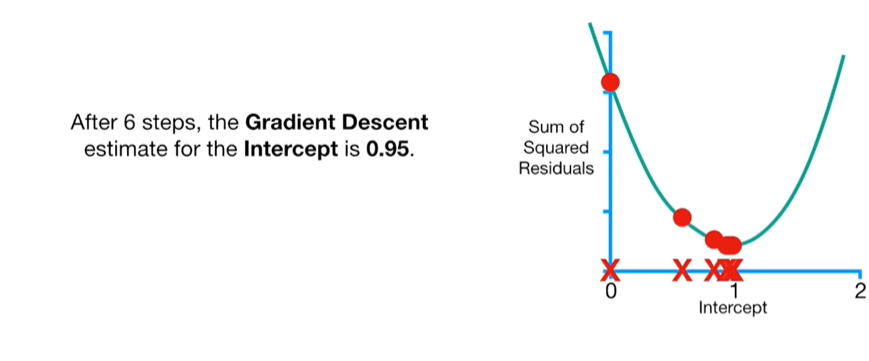 After 6 steps, the Gradient Descent
estimate for the Intercept is 0.95.
Sum of
Squared
Residuals
0
1
2
Intercept